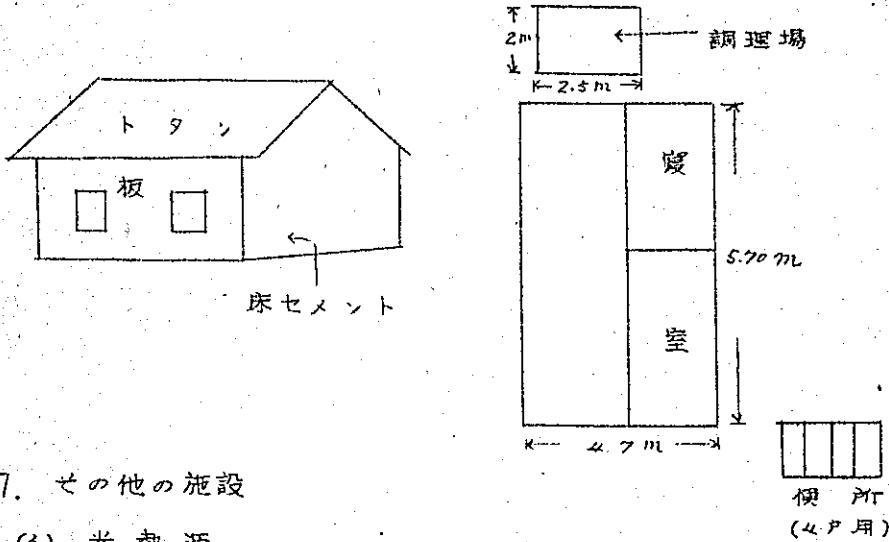 トタン
板
床セメント
2m
2.5m
調理場
寝
室
5.70m
4.7m
便所
(4戸用)
7. その他の施設